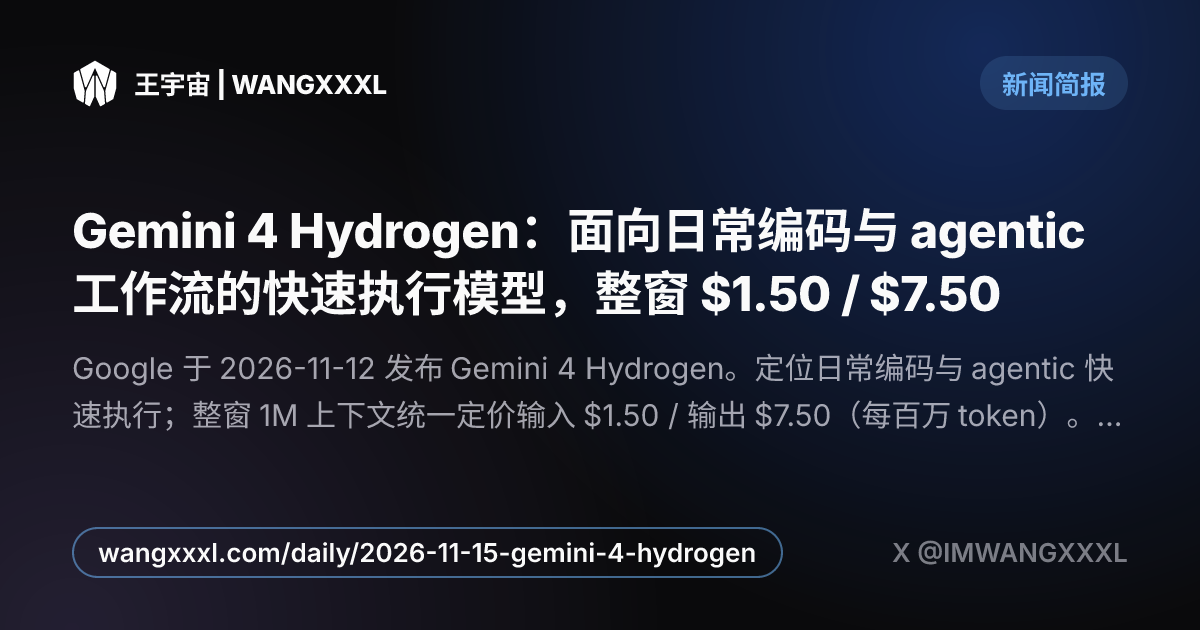 王宇宙 | WANGXXXL
新闻简报
Gemini 4 Hydrogen：面向日常编码与 agentic
工作流的快速执行模型，整窗 $1.50 / $7.50
Google 于 2026-11-12 发布 Gemini 4 Hydrogen。定位日常编码与 agentic 快
速执行；整窗 1M 上下文统一定价输入 $1.50 / 输出 $7.50（每百万 token）。...
wangxxxl.com/daily/2026-11-15-gemini-4-hydrogen
X @IMWANGXXXL